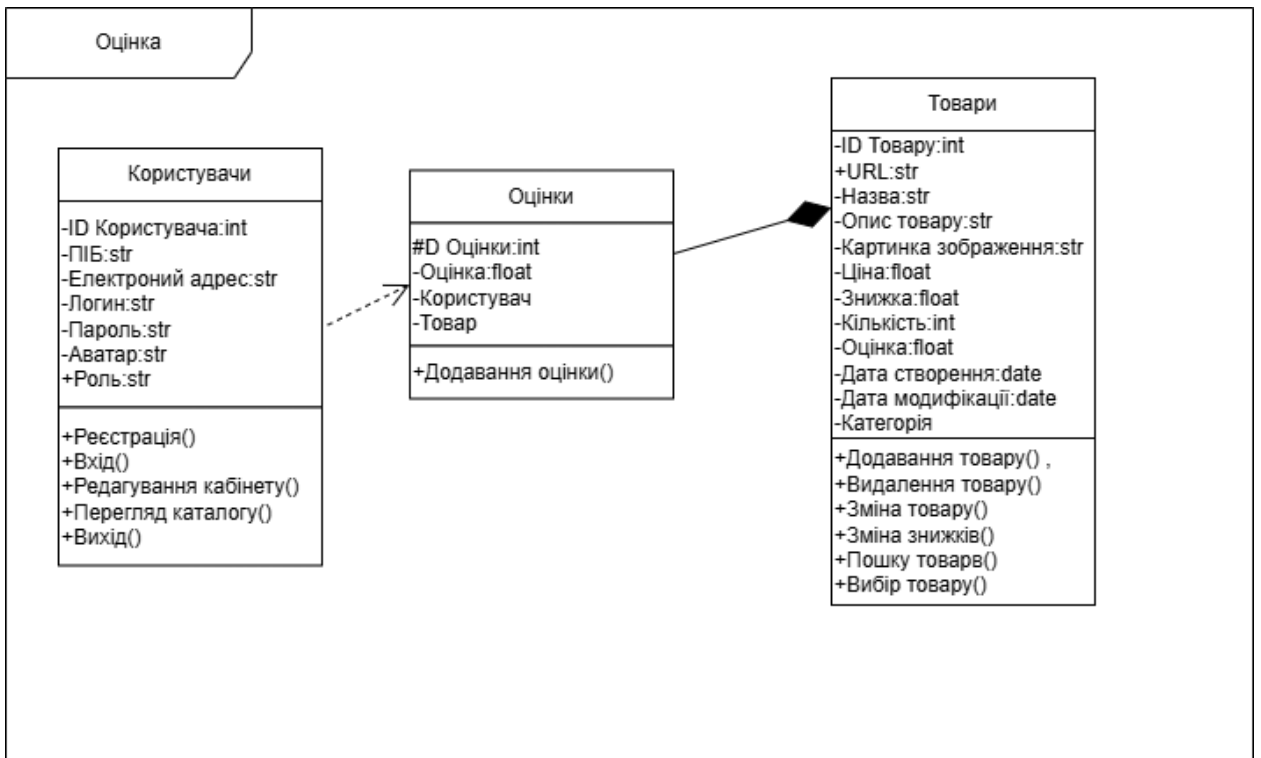 Оцінка
Користувачи
-ID Користувача:int
-ПІБ:str
-Електроний адрес:str
-Логин:str
-Пароль:str
-Аватар:str
+Роль:str
+Реєстрація()
+Вхід()
+Редагування кабінету()
+Перегляд каталогу()
+Вихід()
Оцінки
#D Оцінки:int
-Оцінка:float
-Користувач
-Товар
+Додавання оцінки()
Товари
-ID Товару:int
+URL:str
-Назва:str
-Опис товару:str
-Картинка зображення:str
-Ціна:float
-Знижка:float
-Кількість:int
-Оцінка:float
-Дата створення:date
-Дата модифікації:date
-Категорія
+Додавання товару() ,
+Видалення товару()
+Зміна товару()
+Зміна знижків()
+Пошку товарв()
+Вибір товару()